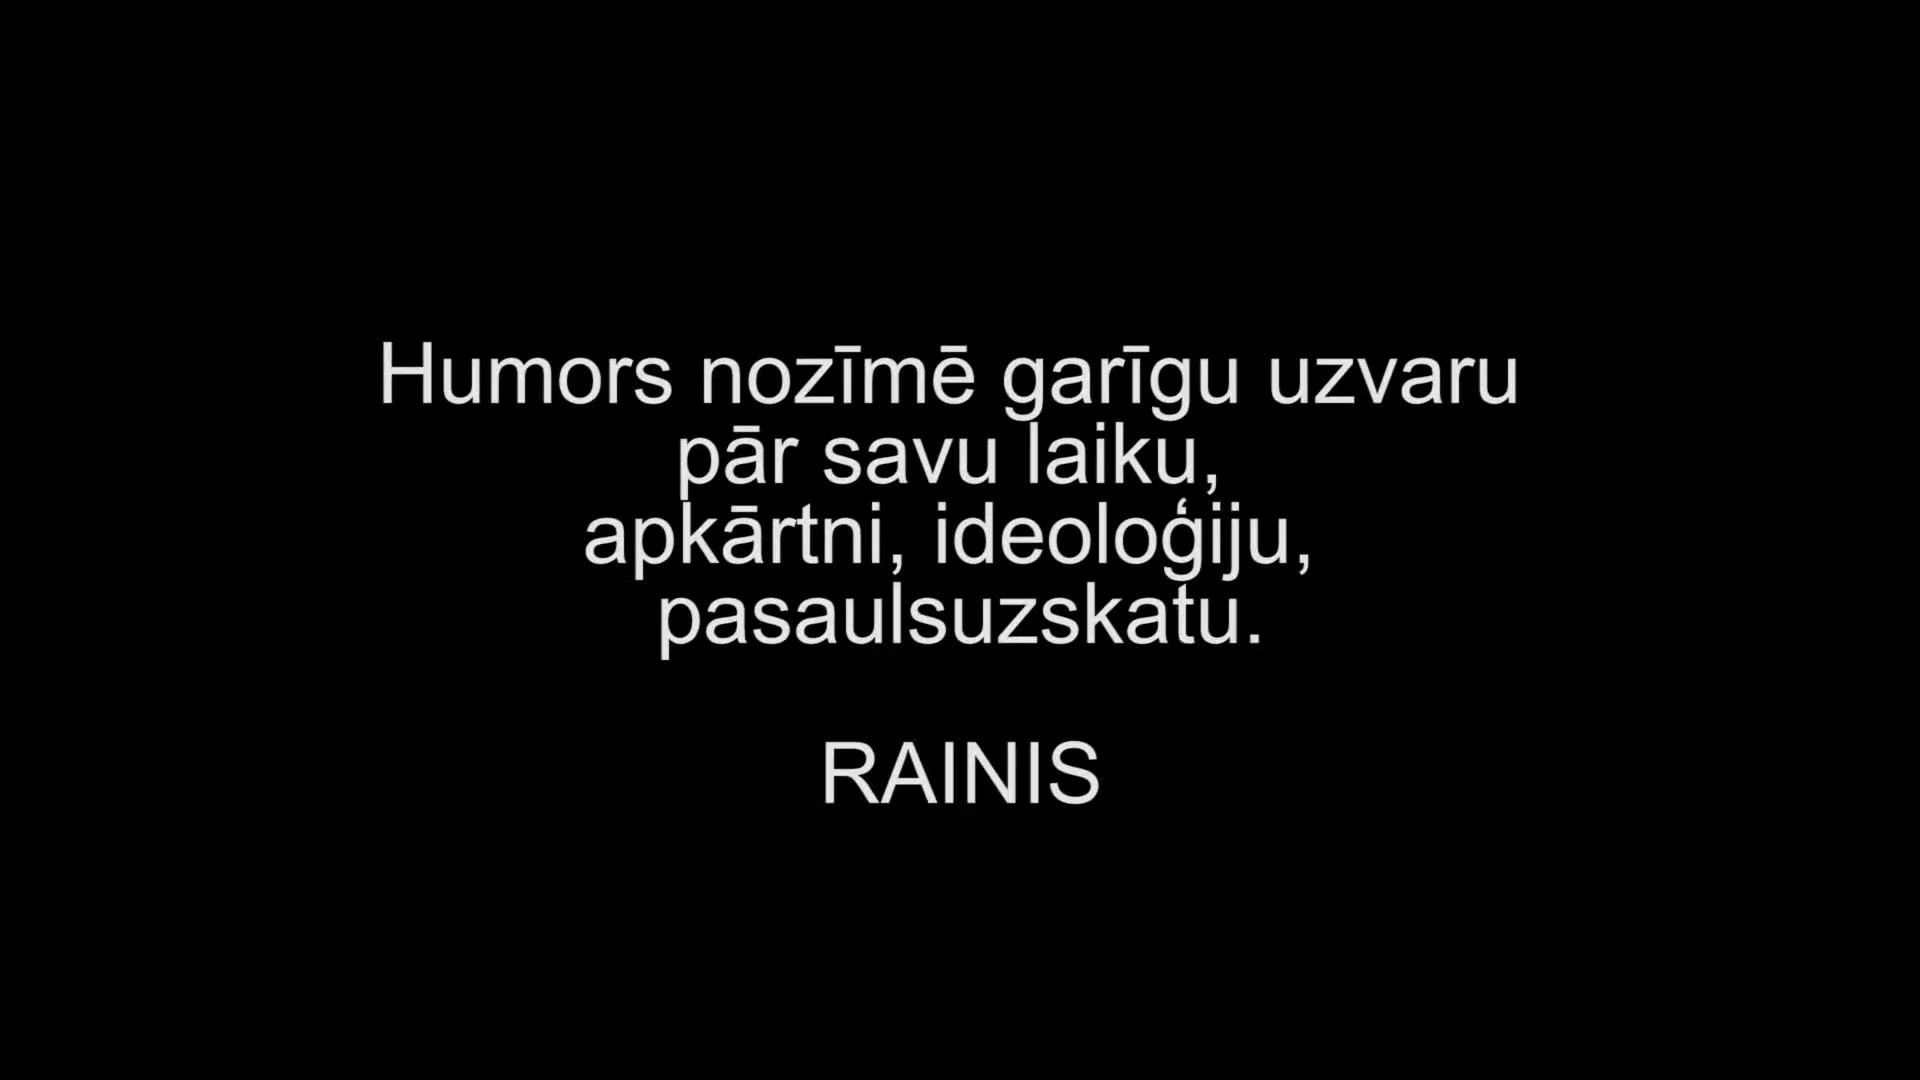 Humors nozīmē garīgu uzvaru
pār savu laiku,
apkārtni, ideoloģiju,
pasaulsuzskatu.
RAINIS